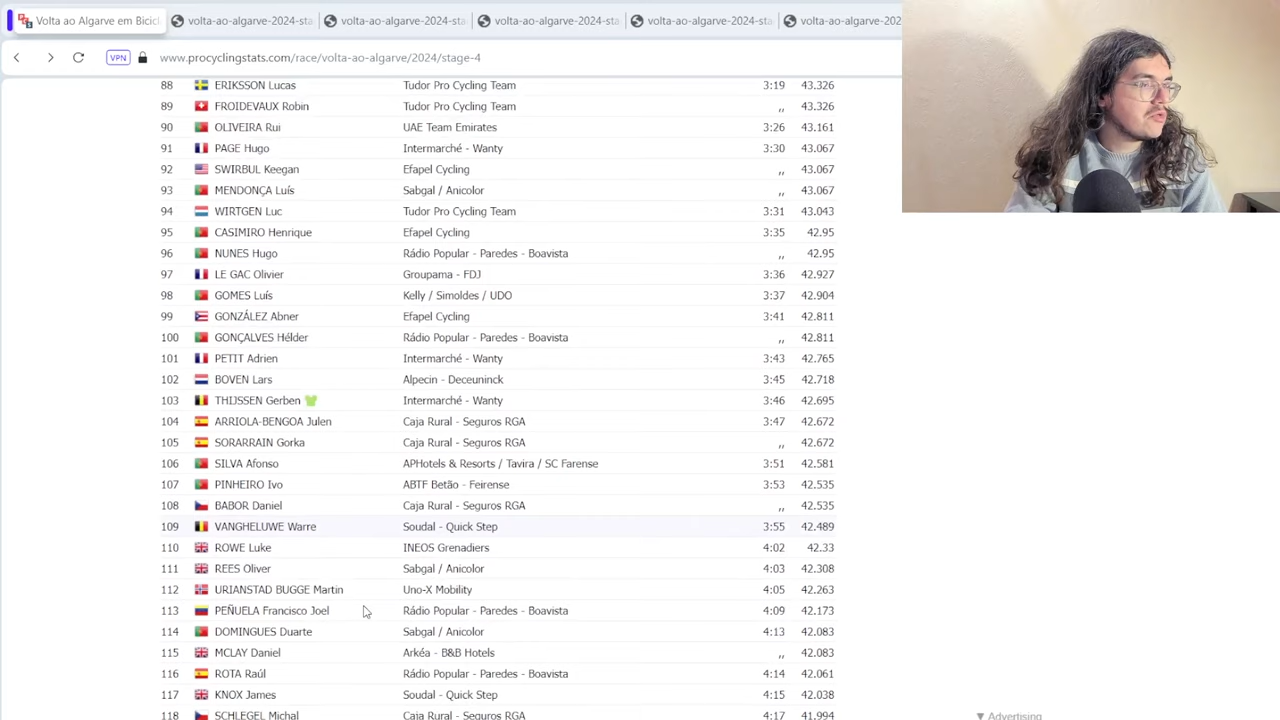 Volta ao Algarve em Bicicl
volta-ao-algarve-2024-sta
volta-ao-algarve-2024-sta
volta-ao-algarve-2024-sta
volta-ao-algarve-2024-sta
volta-ao-algarve-202
VPN www.procyclingstats.com/race/volta-ao-algarve/2024/stage-4
88 ERIKSSON Lucas Tudor Pro Cycling Team 3:19 43.326
89 FROIDEVAUX Robin Tudor Pro Cycling Team ,, 43.326
90 OLIVEIRA Rui UAE Team Emirates 3:26 43.161
91 PAGE Hugo Intermarché - Wanty 3:30 43.067
92 SWIRBUL Keegan Efapel Cycling ,, 43.067
93 MENDONÇA Luís Sabgal / Anicolor ,, 43.067
94 WIRTGEN Luc Tudor Pro Cycling Team 3:31 43.043
95 CASIMIRO Henrique Efapel Cycling 3:35 42.95
96 NUNES Hugo Rádio Popular - Paredes - Boavista ,, 42.95
97 LE GAC Olivier Groupama - FDJ 3:36 42.927
98 GOMES Luís Kelly / Simoldes / UDO 3:37 42.904
99 GONZÁLEZ Abner Efapel Cycling 3:41 42.811
100 GONÇALVES Hélder Rádio Popular - Paredes - Boavista ,, 42.811
101 PETIT Adrien Intermarché - Wanty 3:43 42.765
102 BOVEN Lars Alpecin - Deceuninck 3:45 42.718
103 THIJSSEN Gerben Intermarché - Wanty 3:46 42.695
104 ARRIOLA-BENGOA Julen Caja Rural - Seguros RGA 3:47 42.672
105 SORARRAIN Gorka Caja Rural - Seguros RGA ,, 42.672
106 SILVA Afonso APHotels & Resorts / Tavira / SC Farense 3:51 42.581
107 PINHEIRO Ivo ABTF Betão - Feirense 3:53 42.535
108 BABOR Daniel Caja Rural - Seguros RGA ,, 42.535
109 VANGHELUWE Warre Soudal - Quick Step 3:55 42.489
110 ROWE Luke INEOS Grenadiers 4:02 42.33
111 REES Oliver Sabgal / Anicolor 4:03 42.308
112 URIANSTAD BUGGE Martin Uno-X Mobility 4:05 42.263
113 PEÑUELA Francisco Joel Rádio Popular - Paredes - Boavista 4:09 42.173
114 DOMINGUES Duarte Sabgal / Anicolor 4:13 42.083
115 MCLAY Daniel Arkéa - B&B Hotels ,, 42.083
116 ROTA Raúl Rádio Popular - Paredes - Boavista 4:14 42.061
117 KNOX James Soudal - Quick Step 4:15 42.038
118 SCHLEGEL Michal Caja Rural - Seguros RGA 4:17 41.994
▼ Advertising